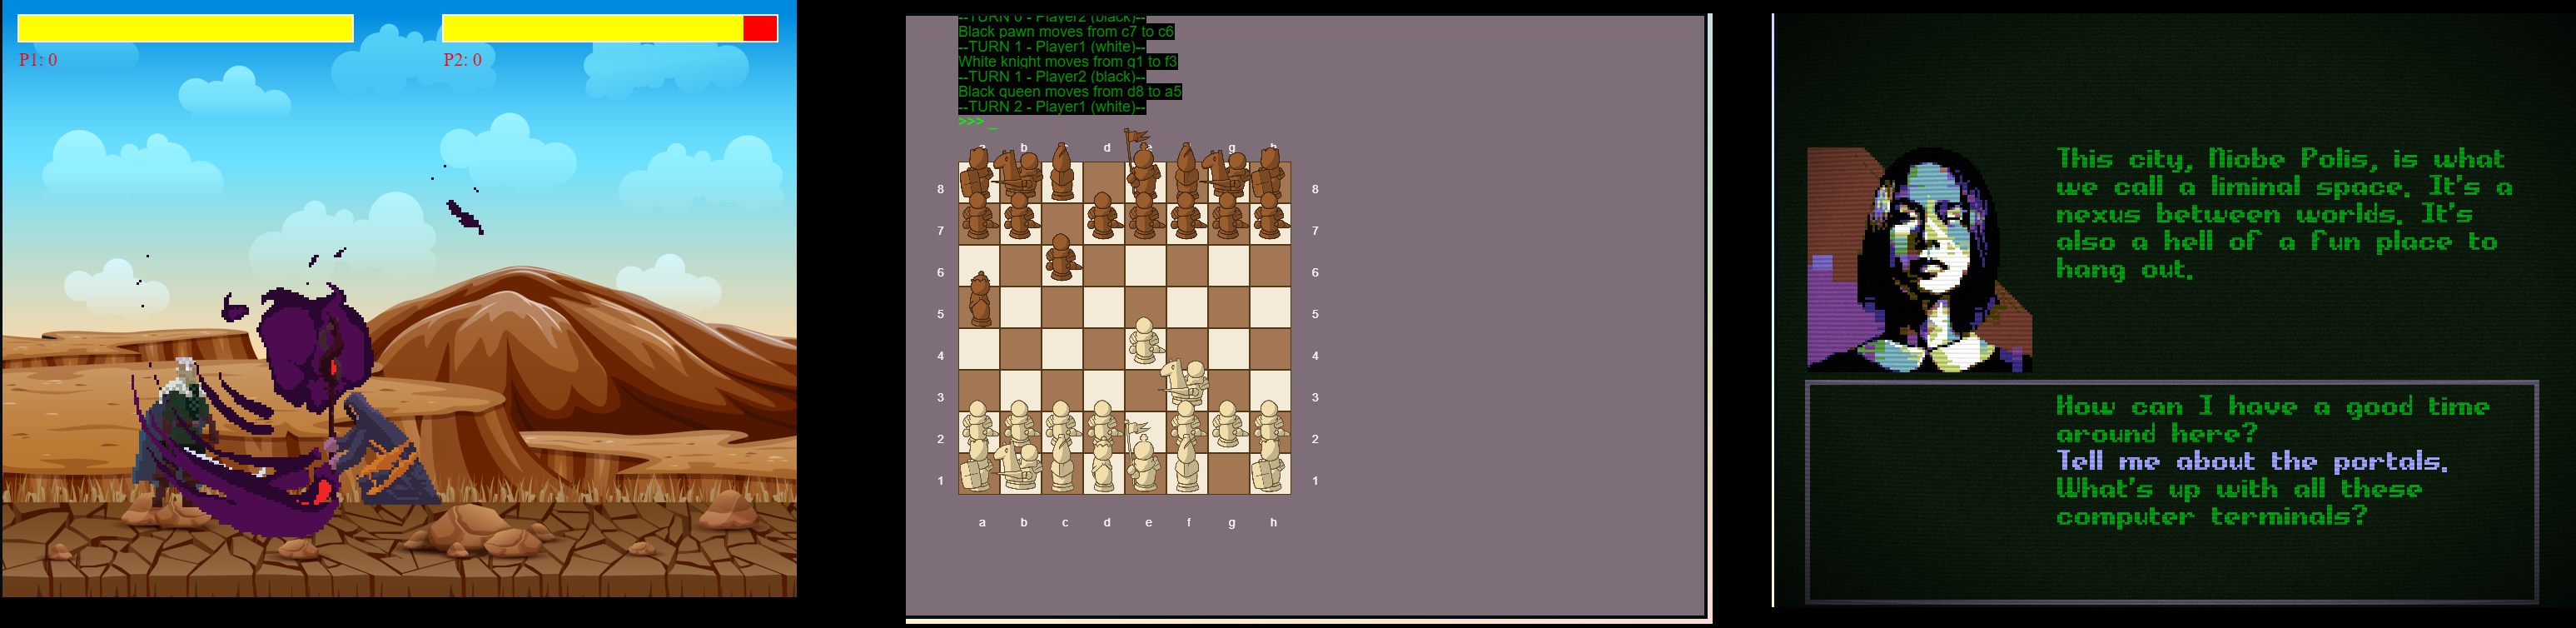 P1: 0
P2: 0
--TURN 0 - Player2 (black)--
Black pawn moves from c7 to c6
--TURN 1 - Player1 (white)--
White knight moves from g1 to f3
--TURN 1 - Player2 (black)--
Black queen moves from d8 to a5
--TURN 2 - Player1 (white)--
>>> _
a b c d e f g h
8 8
7 7
6 6
5 5
4 4
3 3
2 2
1 1
a b c d e f g h
This city, Niobe Polis, is what
we call a liminal space. It's a
nexus between worlds. It's
also a hell of a fun place to
hang out.
How can I have a good time
around here?
Tell me about the portals.
What's up with all these
computer terminals?